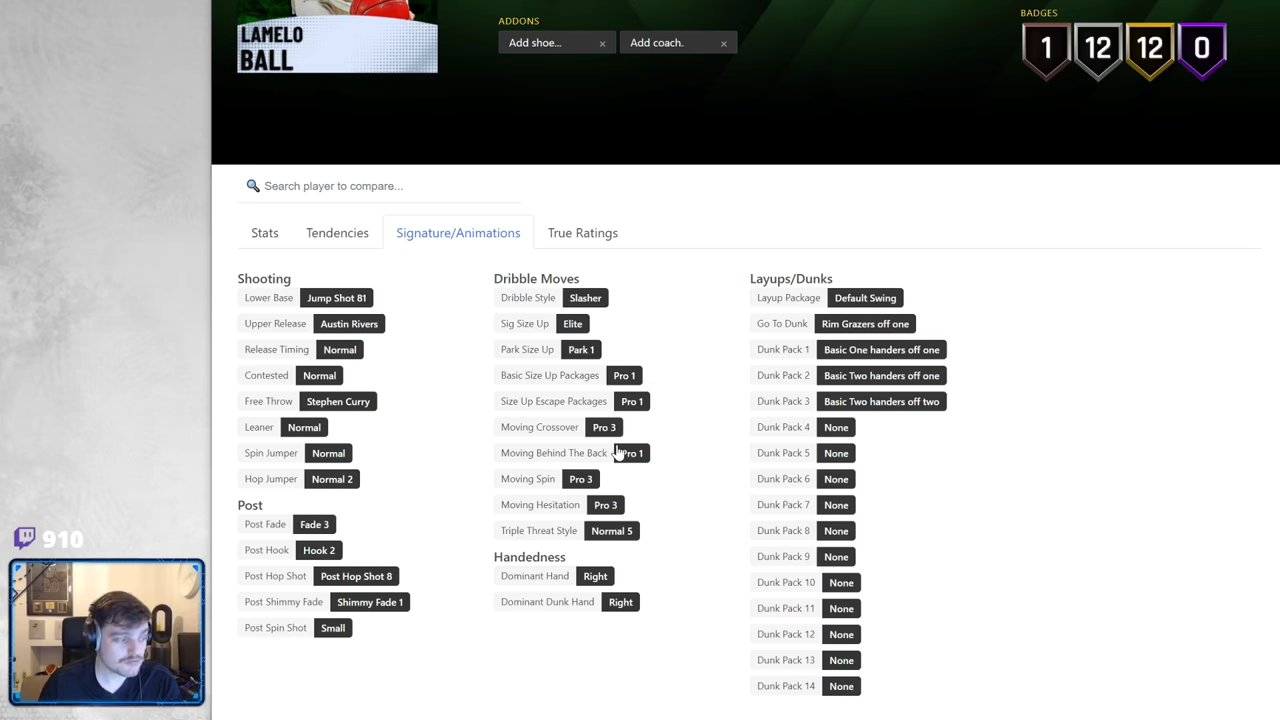 LAMELO
BALL
ADDONS
Add shoe... ×
Add coach. ×
BADGES
1 12 12 0
Search player to compare...
Stats Tendencies Signature/Animations True Ratings
Shooting
Lower Base Jump Shot 81
Upper Release Austin Rivers
Release Timing Normal
Contested Normal
Free Throw Stephen Curry
Leaner Normal
Spin Jumper Normal
Hop Jumper Normal 2
Post
Post Fade Fade 3
Post Hook Hook 2
Post Hop Shot Post Hop Shot 8
Post Shimmy Fade Shimmy Fade 1
Post Spin Shot Small
Dribble Moves
Dribble Style Slasher
Sig Size Up Elite
Park Size Up Park 1
Basic Size Up Packages Pro 1
Size Up Escape Packages Pro 1
Moving Crossover Pro 3
Moving Behind The Back Pro 1
Moving Spin Pro 3
Moving Hesitation Pro 3
Triple Threat Style Normal 5
Handedness
Dominant Hand Right
Dominant Dunk Hand Right
Layups/Dunks
Layup Package Default Swing
Go To Dunk Rim Grazers off one
Dunk Pack 1 Basic One handers off one
Dunk Pack 2 Basic Two handers off one
Dunk Pack 3 Basic Two handers off two
Dunk Pack 4 None
Dunk Pack 5 None
Dunk Pack 6 None
Dunk Pack 7 None
Dunk Pack 8 None
Dunk Pack 9 None
Dunk Pack 10 None
Dunk Pack 11 None
Dunk Pack 12 None
Dunk Pack 13 None
Dunk Pack 14 None
910